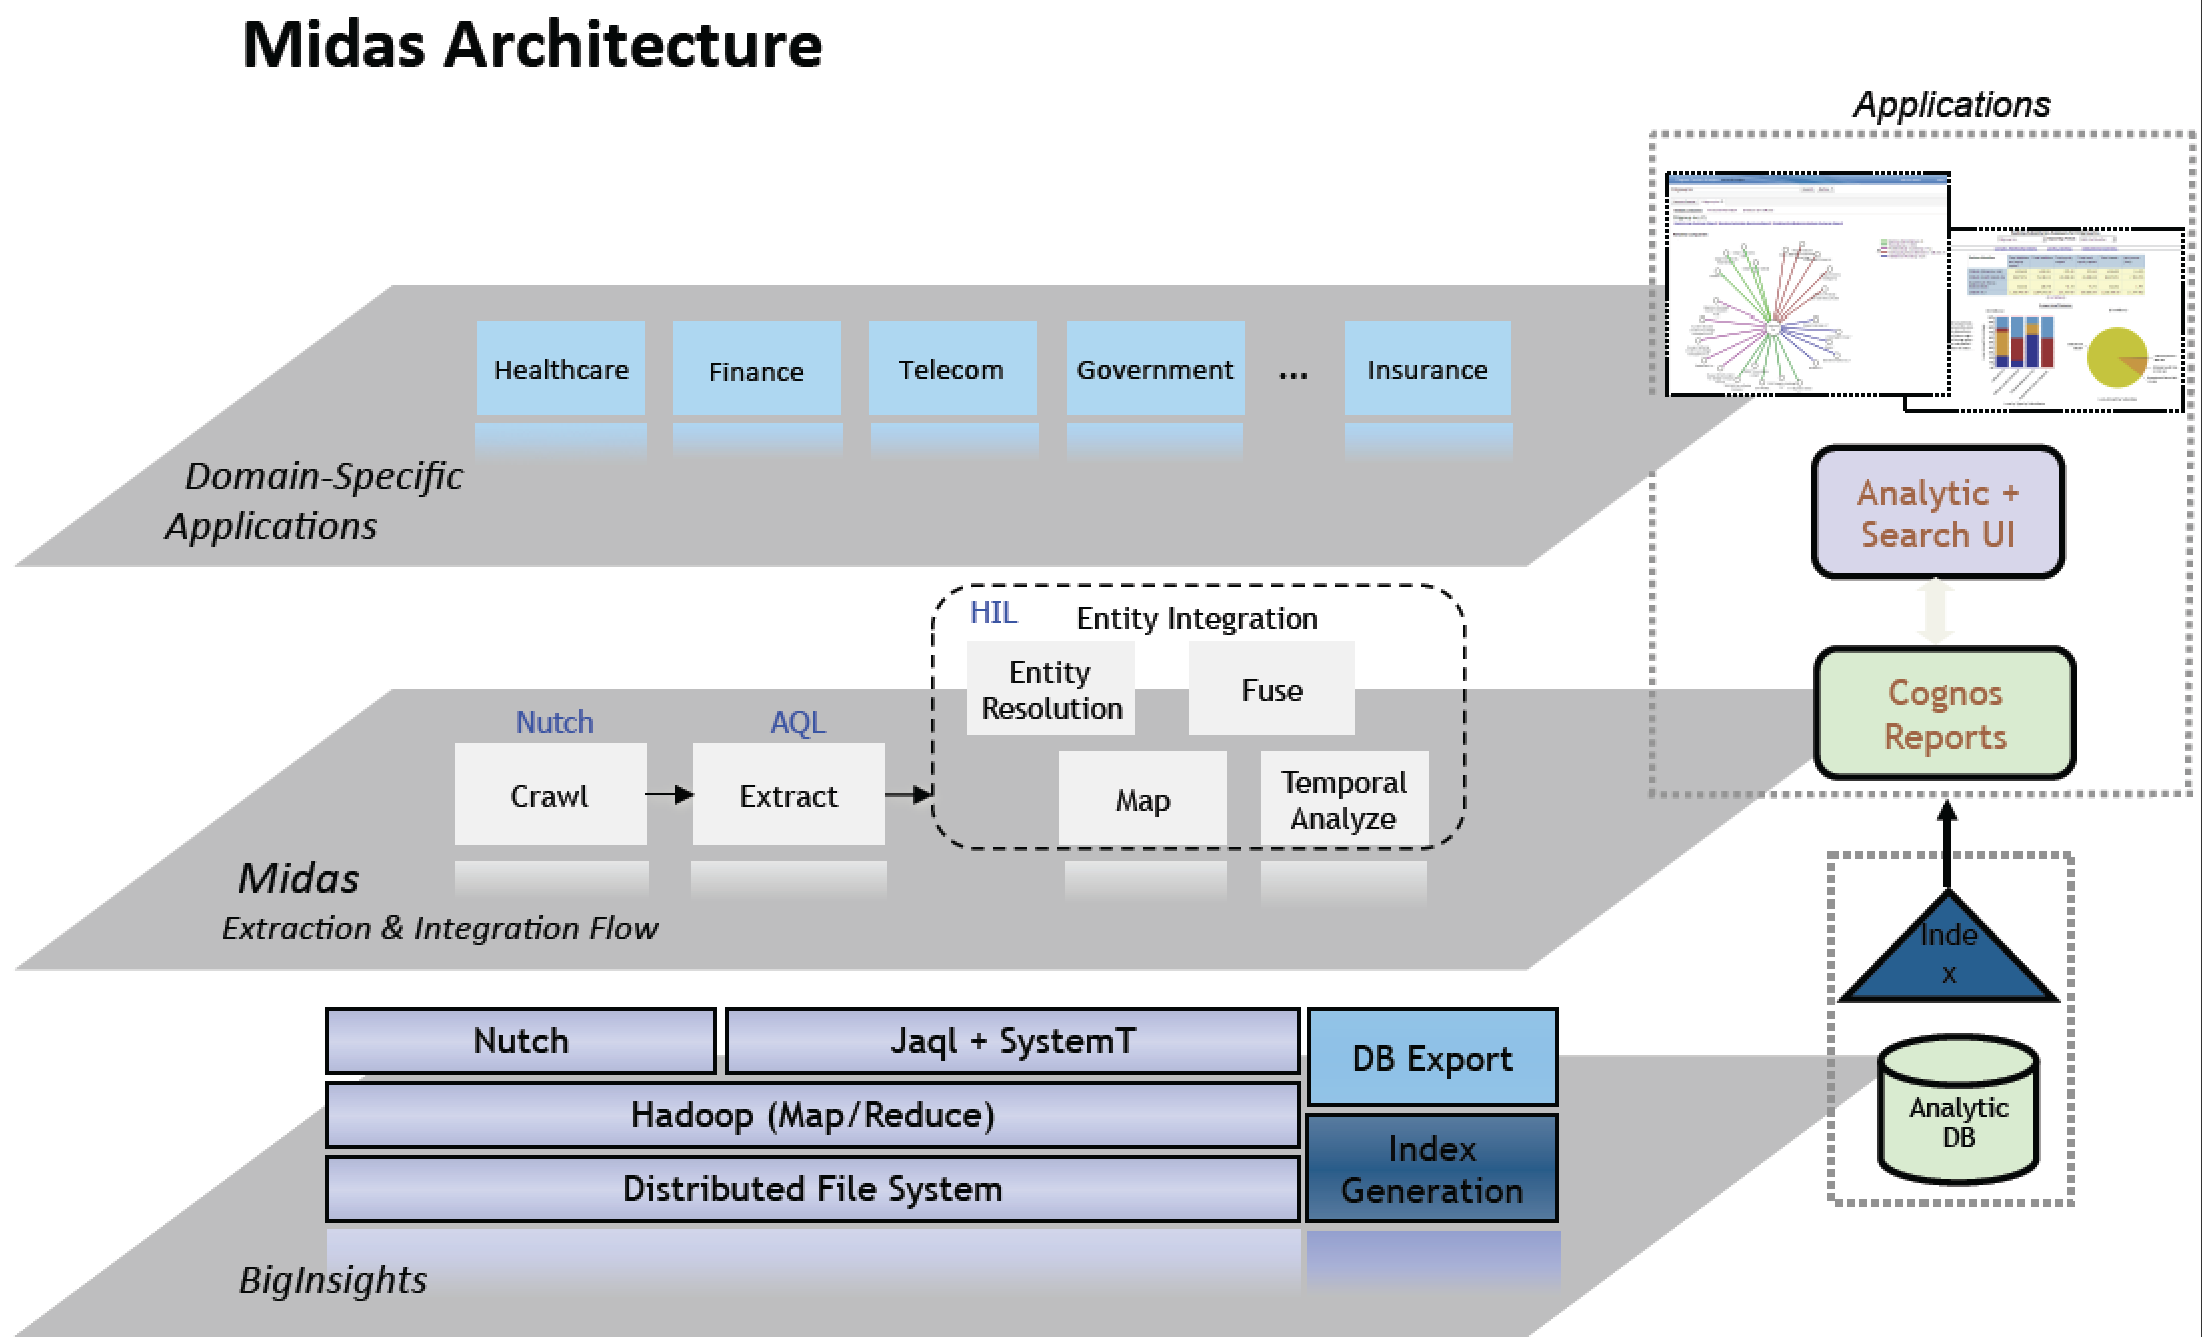 Midas Architecture
Applications
Healthcare
Finance
Telecom
Government
...
Insurance
Domain-Specific
Applications
Analytic +
Search UI
HIL
Entity Integration
Entity
Resolution
Fuse
Nutch
AQL
Crawl
Extract
Map
Temporal
Analyze
Cognos
Reports
Midas
Extraction & Integration Flow
Inde
x
Nutch
Jaql + SystemT
DB Export
Hadoop (Map/Reduce)
Index
Generation
Distributed File System
Analytic
DB
BigInsights